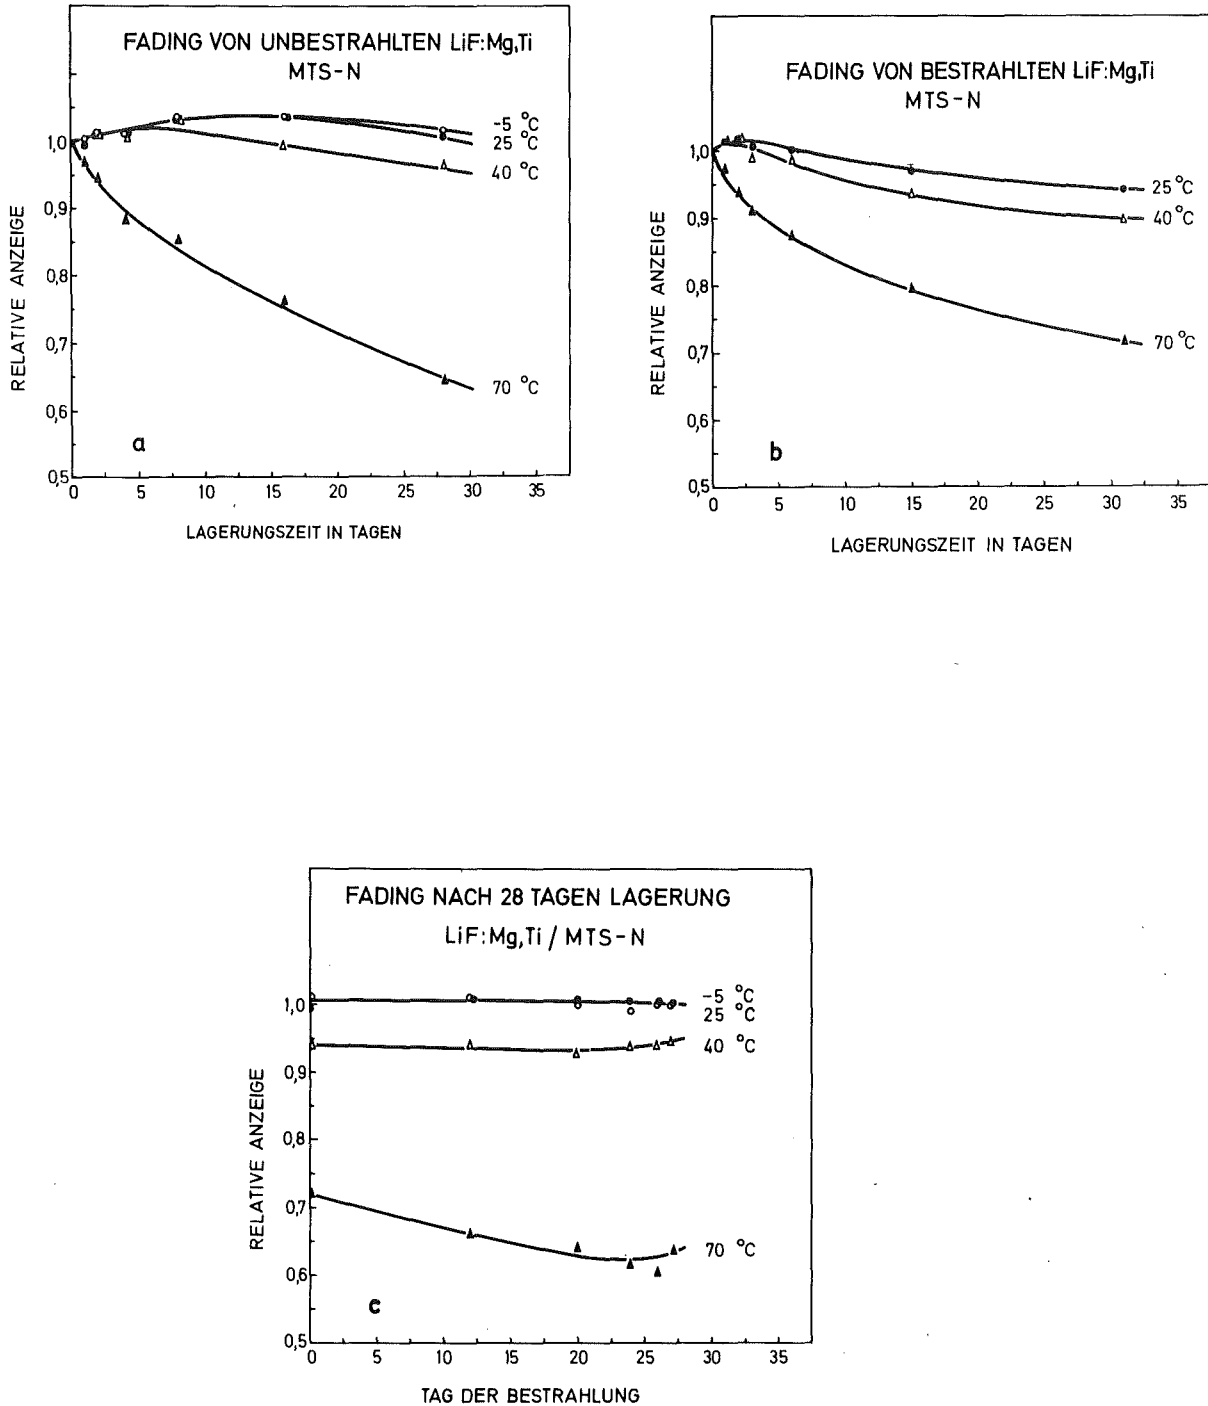 FADING VON UNBESTRAHLTEN LiF:Mg,Ti
MTS-N
RELATIVE ANZEIGE
1,0
0,9
0,8
0,7
0,6
0,5
-5 °C
25 °C
40 °C
70 °C
a
0 5 10 15 20 25 30 35
LAGERUNGSZEIT IN TAGEN
FADING VON BESTRAHLTEN LiF:Mg,Ti
MTS-N
RELATIVE ANZEIGE
1,0
0,9
0,8
0,7
0,6
0,5
25 °C
40 °C
70 °C
b
0 5 10 15 20 25 30 35
LAGERUNGSZEIT IN TAGEN
FADING NACH 28 TAGEN LAGERUNG
LiF:Mg,Ti / MTS-N
RELATIVE ANZEIGE
1,0
0,9
0,8
0,7
0,6
0,5
-5 °C
25 °C
40 °C
70 °C
c
0 5 10 15 20 25 30 35
TAG DER BESTRAHLUNG